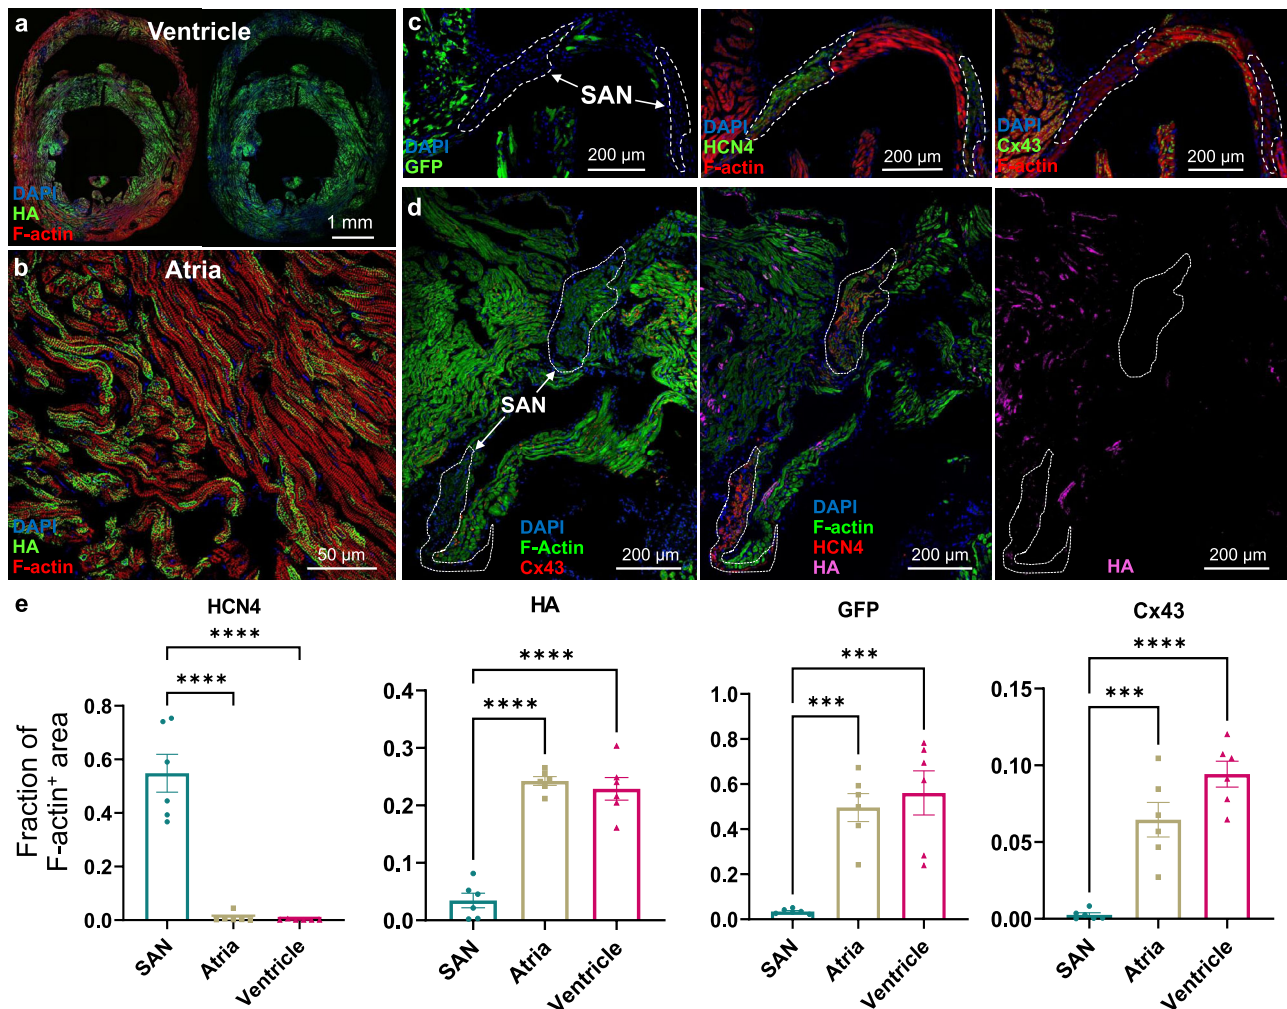 a
Ventricle
DAPI
HA
F-actin
1 mm
b
Atria
DAPI
HA
F-actin
50 µm
c
SAN
DAPI
GFP
200 µm
DAPI
HCN4
F-actin
200 µm
DAPI
Cx43
F-actin
200 µm
d
SAN
DAPI
F-Actin
Cx43
200 µm
DAPI
F-actin
HCN4
HA
200 µm
HA
200 µm
e
Fraction of
F-actin⁺ area
HCN4
****
****
0.8
0.6
0.4
0.2
0.0
SAN
Atria
Ventricle
HA
****
****
0.4
0.3
0.2
0.1
0.0
SAN
Atria
Ventricle
GFP
***
***
1.0
0.8
0.6
0.4
0.2
0.0
SAN
Atria
Ventricle
Cx43
****
***
0.15
0.10
0.05
0.00
SAN
Atria
Ventricle